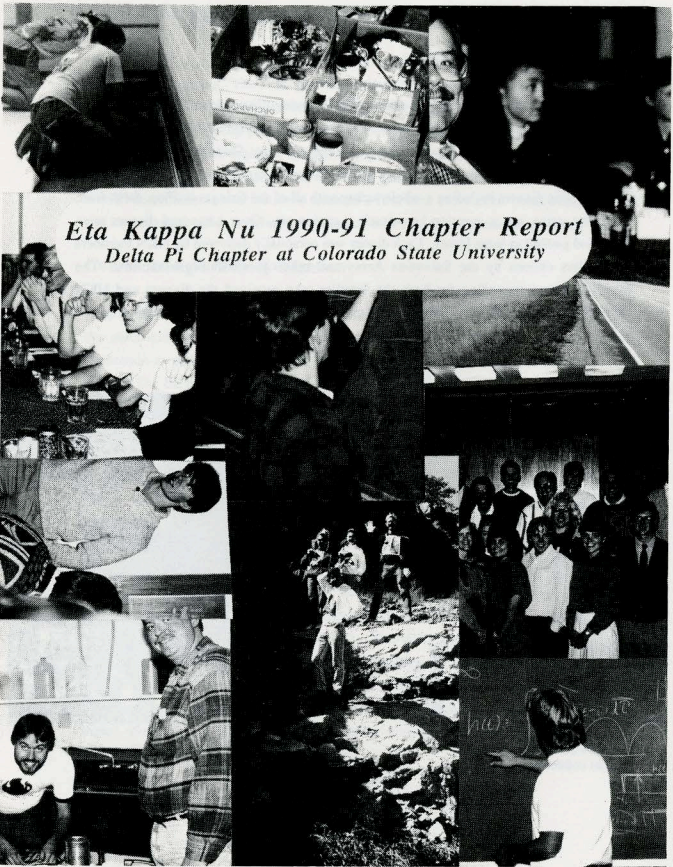 Eta Kappa Nu 1990-91 Chapter Report
Delta Pi Chapter at Colorado State University
h(t) =